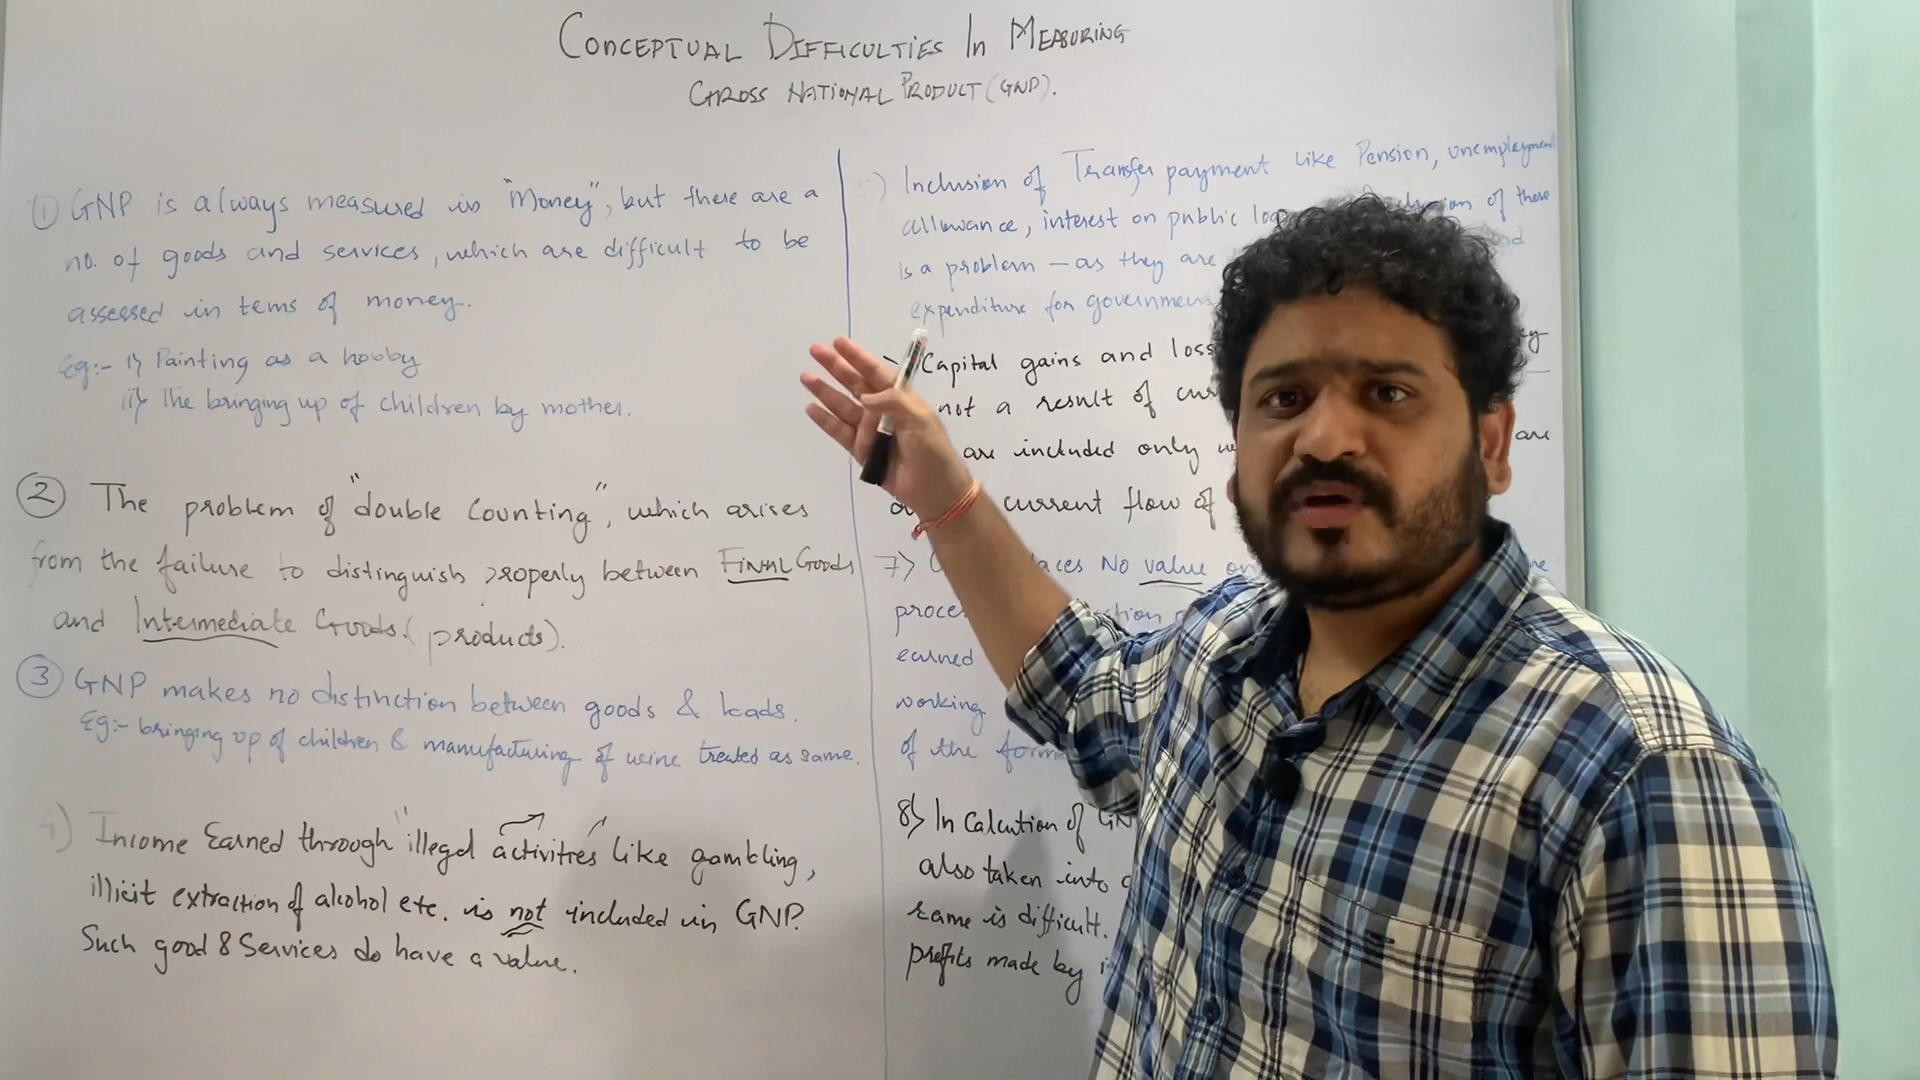 CONCEPTUAL DIFFICULTIES IN MEASURING
GROSS NATIONAL PRODUCT (GNP).
1) GNP is always measured in "Money", but there are a
no. of goods and services, which are difficult to be
assessed in tems of money.
Eg:- i) Painting as a hobby
ii) The bringing up of children by mother.
2 The problem of "double Counting", which arises
from the failure to distinguish properly between FINAL Goods
and Intermediate Goods. (products).
3 GNP makes no distinction between goods & bads.
Eg:- bringing up of children & manufacturing of wine treated as same.
4) Income Earned through "illegal activities" like gambling,
illicit extraction of alcohol etc. is not included in GNP.
Such good & Services do have a value.
) Inclusion of Transfer payment like Pension, unemployment
allowance, interest on public of these
is a problem - as they are
expenditure for government
Capital gains and loss
not a result of
are included only are
current flow of
7) No value on
earned
working
of the
8) In Calcution of GN
also taken into
same is difficult.
profits made by